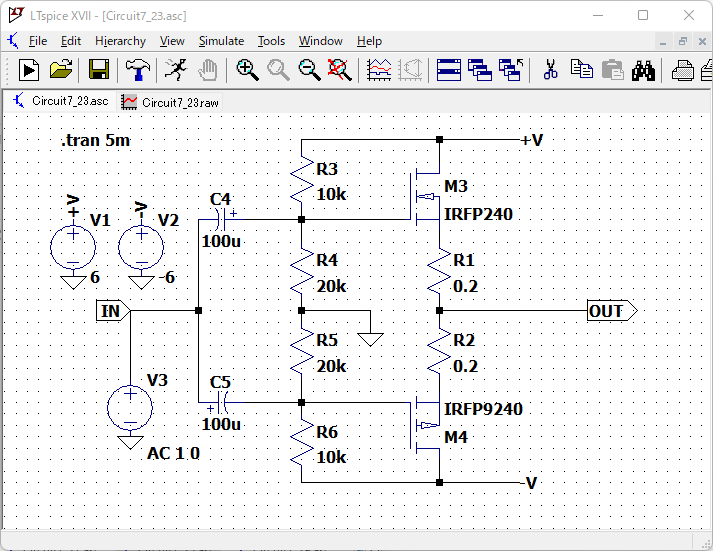 LTspice XVII - [Circuit7_23.asc]
File Edit Hierarchy View Simulate Tools Window Help
Circuit7_23.asc Circuit7_23.raw
.tran 5m
+V
R3
10k
M3
IRFP240
+V
V1
6
-V
V2
-6
C4
100u
R4
20k
R1
0.2
IN
OUT
R5
20k
R2
0.2
V3
AC 1 0
C5
100u
IRFP9240
M4
R6
10k
-V